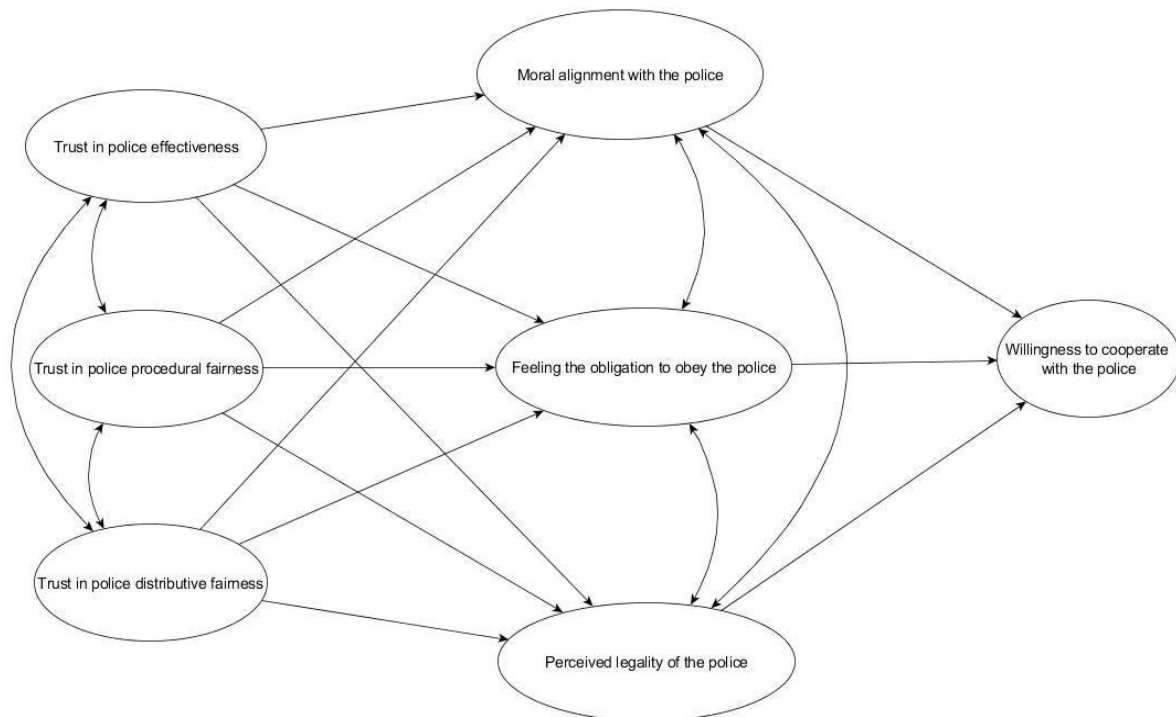 Moral alignment with the police
Trust in police effectiveness
Trust in police procedural fairness
Feeling the obligation to obey the police
Willingness to cooperate
with the police
Trust in police distributive fairness
Perceived legality of the police